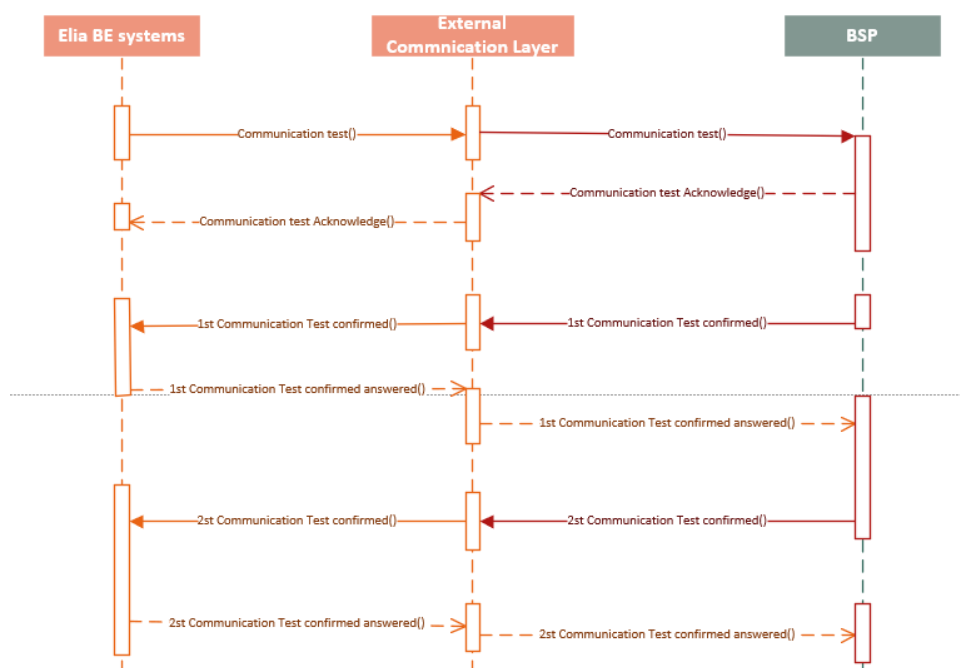 Elia BE systems
External
Commnication Layer
BSP
Communication test()
Communication test()
Communication test Acknowledge()
Communication test Acknowledge()
1st Communication Test confirmed()
1st Communication Test confirmed()
1st Communication Test confirmed answered()
1st Communication Test confirmed answered()
2st Communication Test confirmed()
2st Communication Test confirmed()
2st Communication Test confirmed answered()
2st Communication Test confirmed answered()